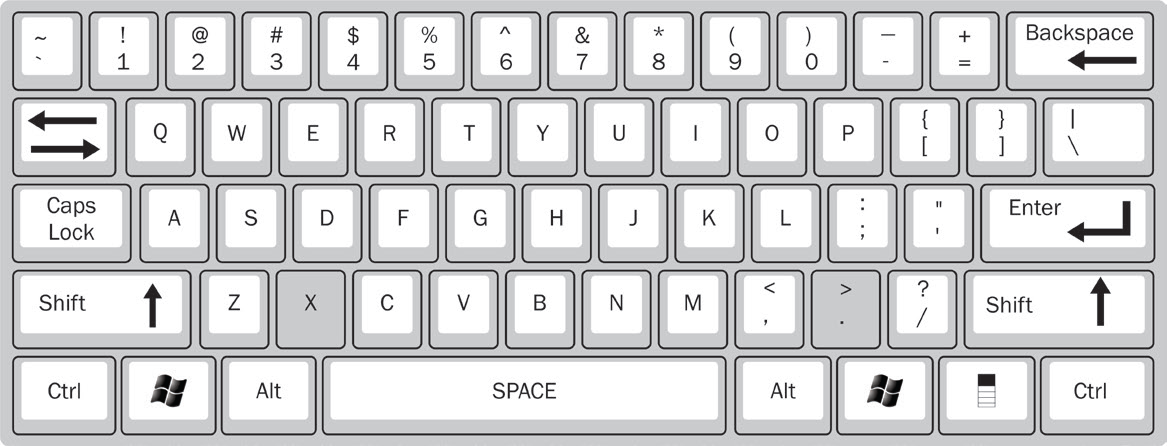 ~ ! @ # $ % ^ & * ( ) — + Backspace
` 1 2 3 4 5 6 7 8 9 0 - =
Q W E R T Y U I O P { } |
[ ] \
Caps A S D F G H J K L : " Enter
Lock ; '
Shift Z X C V B N M < > ? Shift
, . /
Ctrl Alt SPACE Alt Ctrl